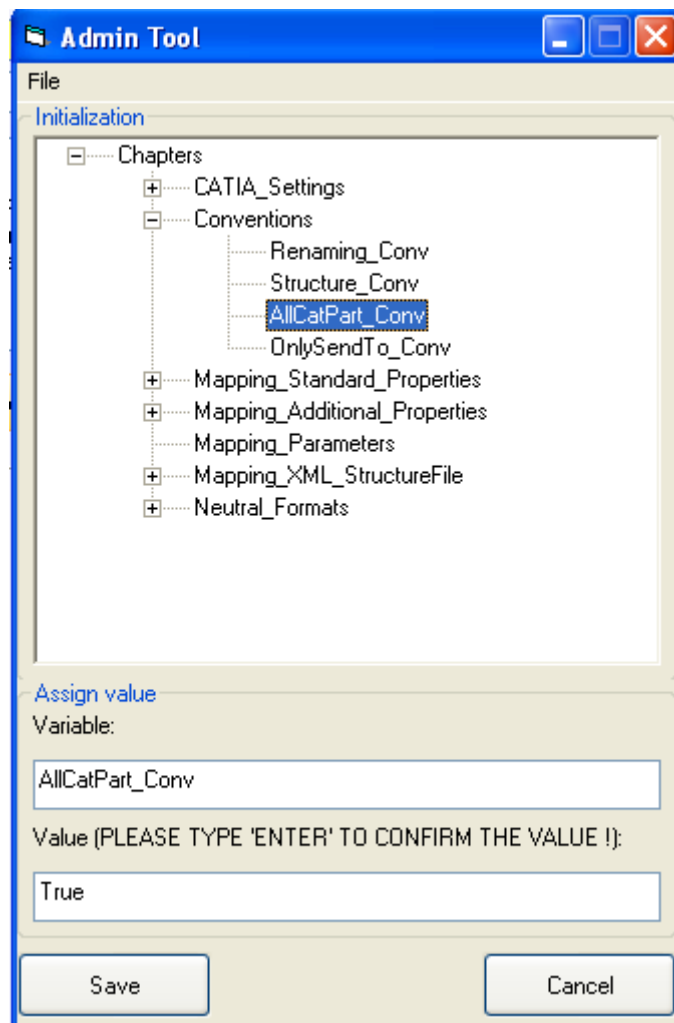 Admin Tool
File
Initialization
Chapters
CATIA_Settings
Conventions
Renaming_Conv
Structure_Conv
AllCatPart_Conv
OnlySendTo_Conv
Mapping_Standard_Properties
Mapping_Additional_Properties
Mapping_Parameters
Mapping_XML_StructureFile
Neutral_Formats
Assign value
Variable:
AllCatPart_Conv
Value (PLEASE TYPE 'ENTER' TO CONFIRM THE VALUE !):
True
Save Cancel